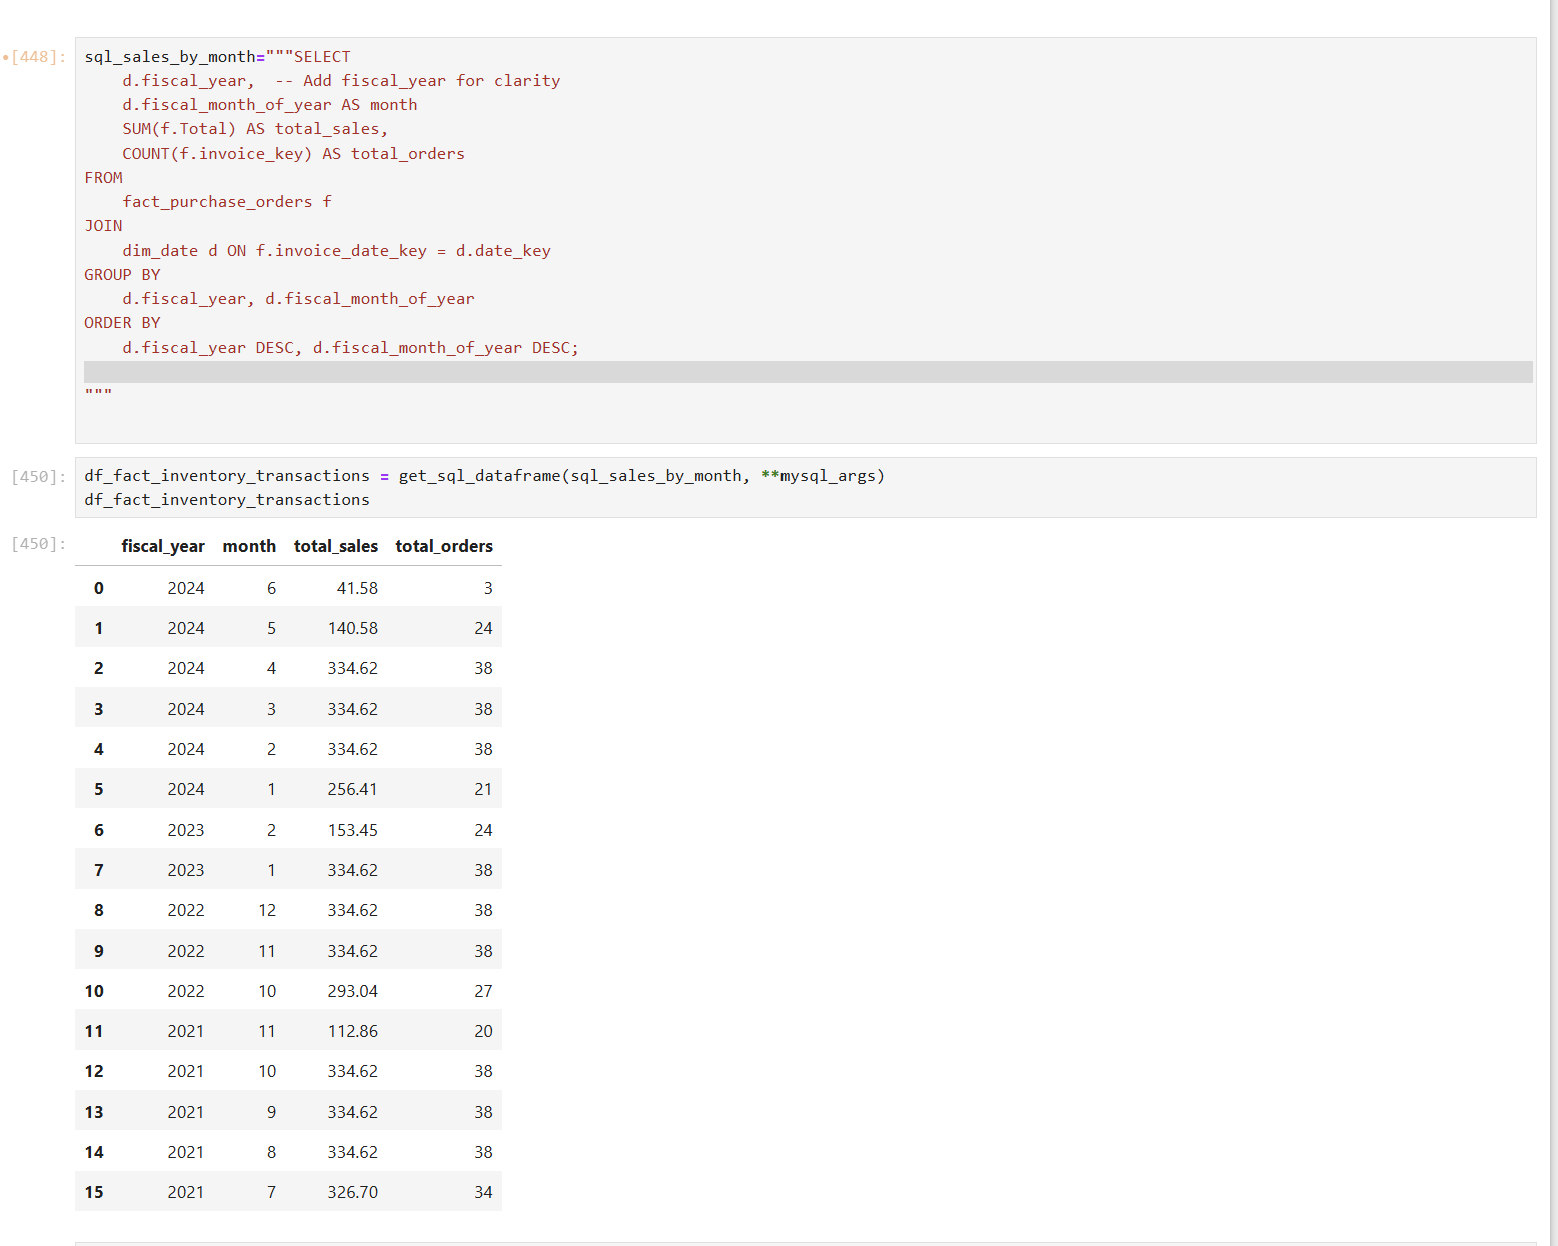 •[448]: sql_sales_by_month="""SELECT
    d.fiscal_year,  -- Add fiscal_year for clarity
    d.fiscal_month_of_year AS month
    SUM(f.Total) AS total_sales,
    COUNT(f.invoice_key) AS total_orders
FROM
    fact_purchase_orders f
JOIN
    dim_date d ON f.invoice_date_key = d.date_key
GROUP BY
    d.fiscal_year, d.fiscal_month_of_year
ORDER BY
    d.fiscal_year DESC, d.fiscal_month_of_year DESC;
"""
[450]: df_fact_inventory_transactions = get_sql_dataframe(sql_sales_by_month, **mysql_args)
df_fact_inventory_transactions
[450]: fiscal_year month total_sales total_orders
0 2024 6 41.58 3
1 2024 5 140.58 24
2 2024 4 334.62 38
3 2024 3 334.62 38
4 2024 2 334.62 38
5 2024 1 256.41 21
6 2023 2 153.45 24
7 2023 1 334.62 38
8 2022 12 334.62 38
9 2022 11 334.62 38
10 2022 10 293.04 27
11 2021 11 112.86 20
12 2021 10 334.62 38
13 2021 9 334.62 38
14 2021 8 334.62 38
15 2021 7 326.70 34